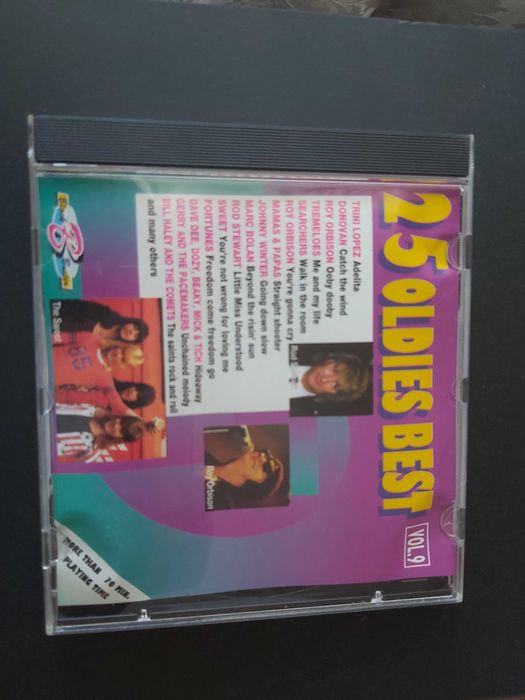 25 OLDIES BEST
VOL.9
TRINI LOPEZ Adelita
DONOVAN Catch the wind
ROY ORBISON Ooby dooby
TREMELOES Me and my life
SEARCHERS Walk in the room
ROY ORBISON You're gonna cry
MAMAS & PAPAS Straight shooter
JOHNNY WINTER Going down slow
MARC BOLAN Beyond the risin' sun
ROD STEWART Little Miss Understood
SWEET You're not wrong for loving me
FORTUNES Freedom come freedom go
DAVE DEE, DOZY, BEAKY, MICK & TICH Hideaway
GERRY AND THE PACEMAKERS Unchained melody
BILL HALEY AND THE COMETS The saints rock and roll
and many others
Roy Orbison
The Sweet
MORE THAN 70 MIN.
PLAYING TIME